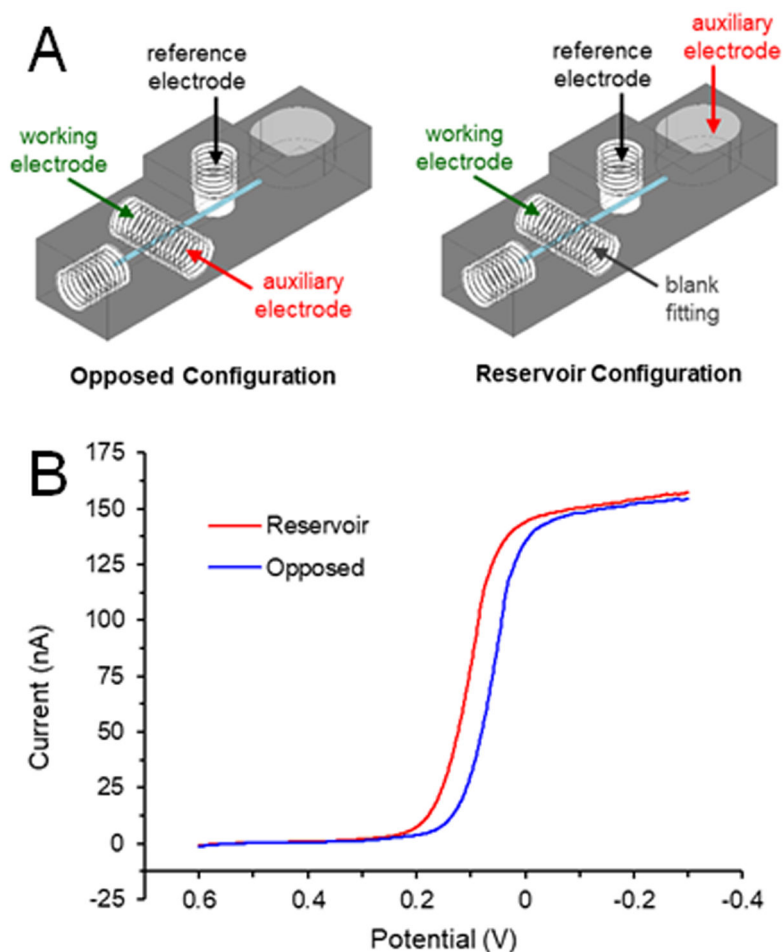 A
reference
electrode
working
electrode
auxiliary
electrode
Opposed Configuration
auxiliary
electrode
reference
electrode
working
electrode
blank
fitting
Reservoir Configuration
B
175
150
125
100
75
50
25
0
-25
Current (nA)
Reservoir
Opposed
0.6
0.4
0.2
0
-0.2
-0.4
Potential (V)